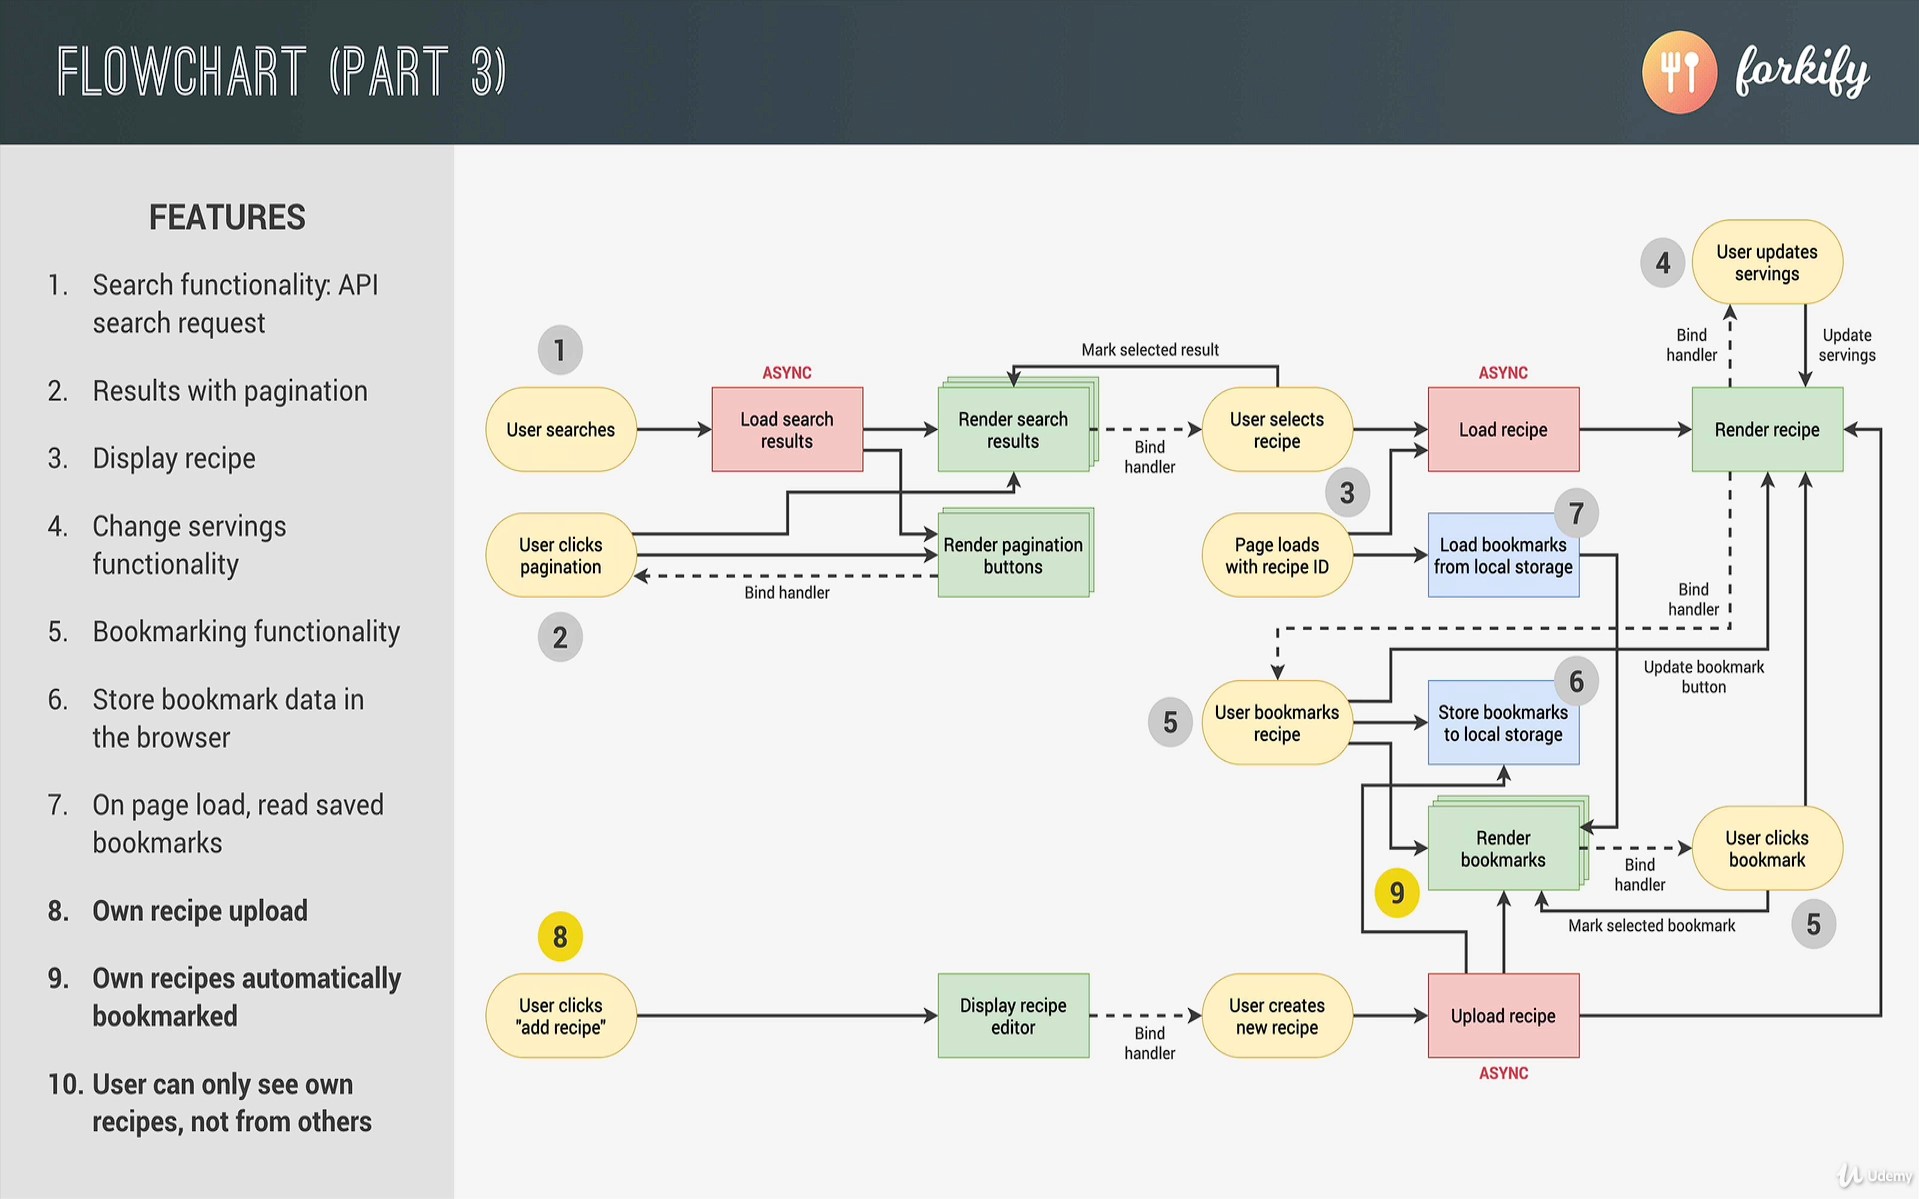 FLOWCHART (PART 3)
forkify
FEATURES
1. Search functionality: API
search request
2. Results with pagination
3. Display recipe
4. Change servings
functionality
5. Bookmarking functionality
6. Store bookmark data in
the browser
7. On page load, read saved
bookmarks
8. Own recipe upload
9. Own recipes automatically
bookmarked
10. User can only see own
recipes, not from others
4
User updates
servings
Bind
handler
Update
servings
1
Mark selected result
ASYNC
ASYNC
User searches
Load search
results
Render search
results
Bind
handler
User selects
recipe
Load recipe
Render recipe
3
7
User clicks
pagination
Render pagination
buttons
Bind handler
2
Page loads
with recipe ID
Load bookmarks
from local storage
Bind
handler
Update bookmark
button
5
User bookmarks
recipe
6
Store bookmarks
to local storage
Render
bookmarks
Bind
handler
User clicks
bookmark
9
Mark selected bookmark
5
8
User clicks
"add recipe"
Display recipe
editor
Bind
handler
User creates
new recipe
Upload recipe
ASYNC
Udemy